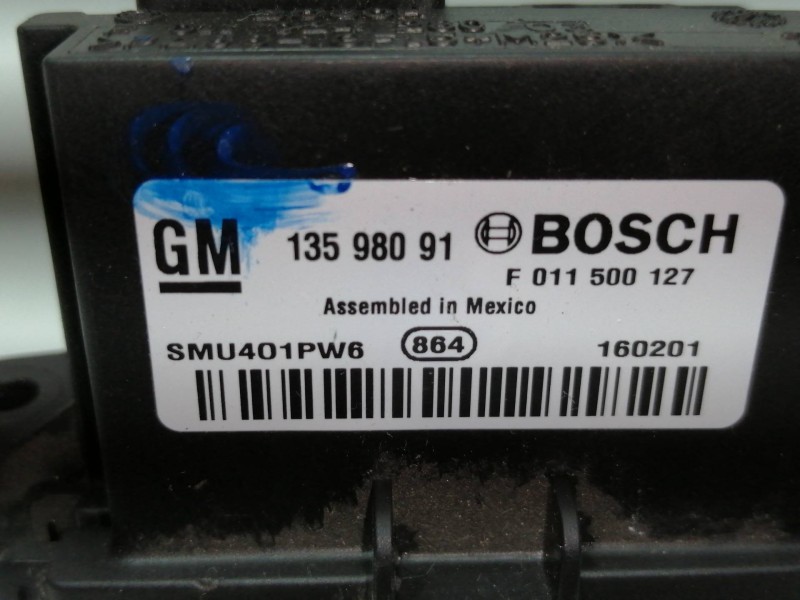 GM 135 980 91 BOSCH
F 011 500 127
Assembled in Mexico
SMU401PW6 864 160201